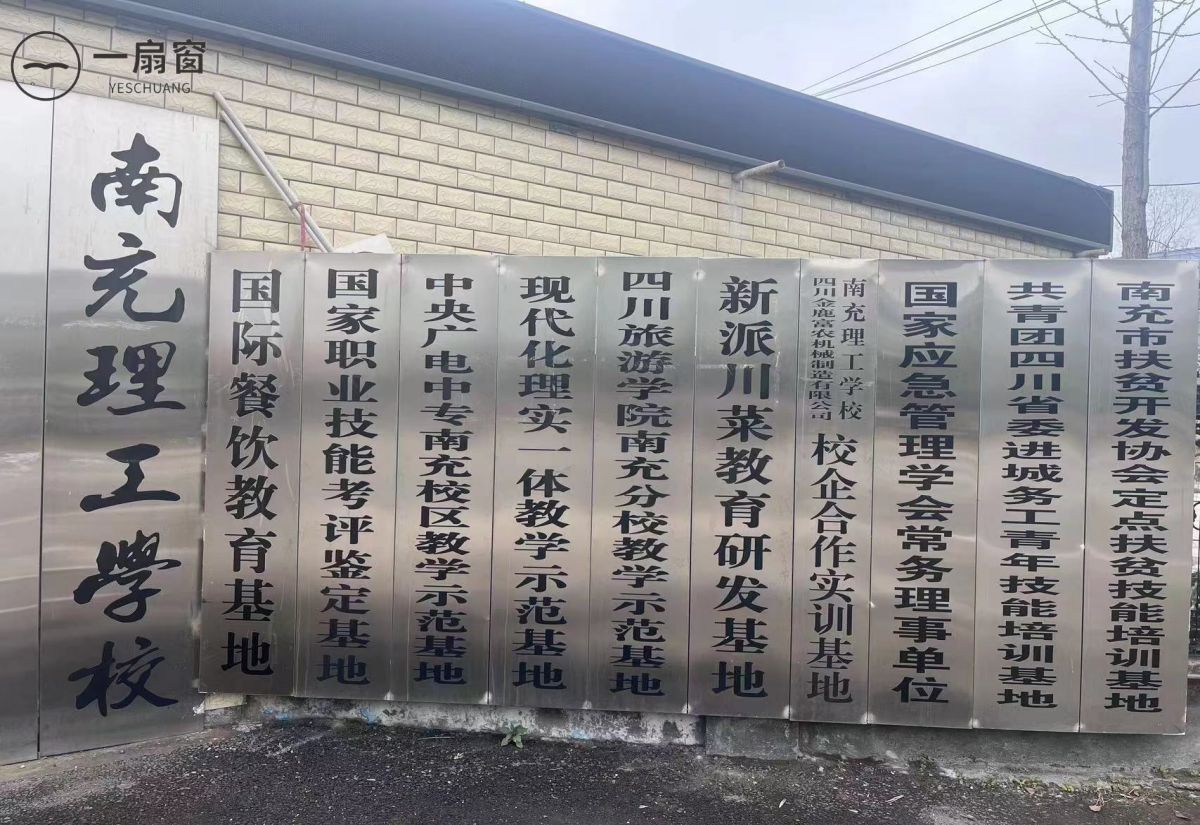 一扇窗
YESCHUANG
南充理工學校
国际餐饮教育基地
国家职业技能考评鉴定基地
中央广电中专南充校区教学示范基地
现代化理实一体教学示范基地
四川旅游学院南充分校教学示范基地
新派川菜教育研发基地
南充理工学校
四川金鹿富农机械制造有限公司
校企合作实训基地
国家应急管理学会常务理事单位
共青团四川省委进城务工青年技能培训基地
南充市扶贫开发协会定点扶贫技能培训基地